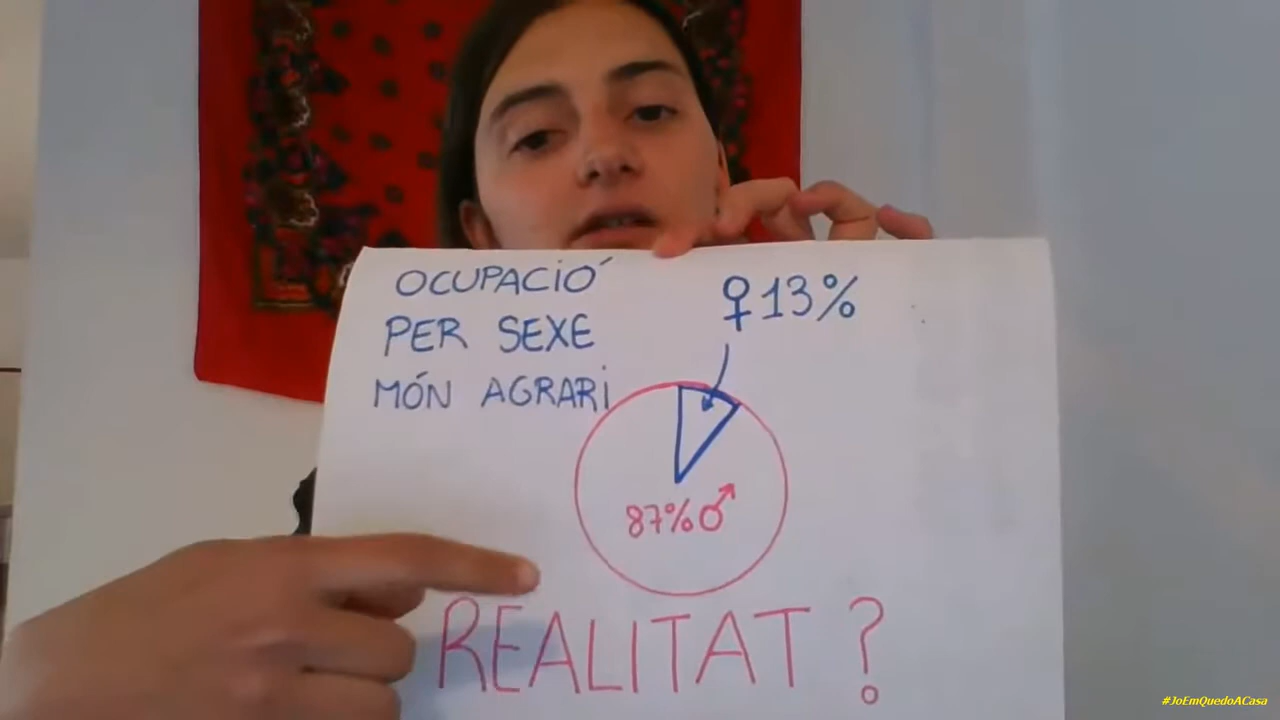 OCUPACIÓ
PER SEXE
MÓN AGRARI
♀13%
87%♂
REALITAT?
#JoEmQuedoACasa